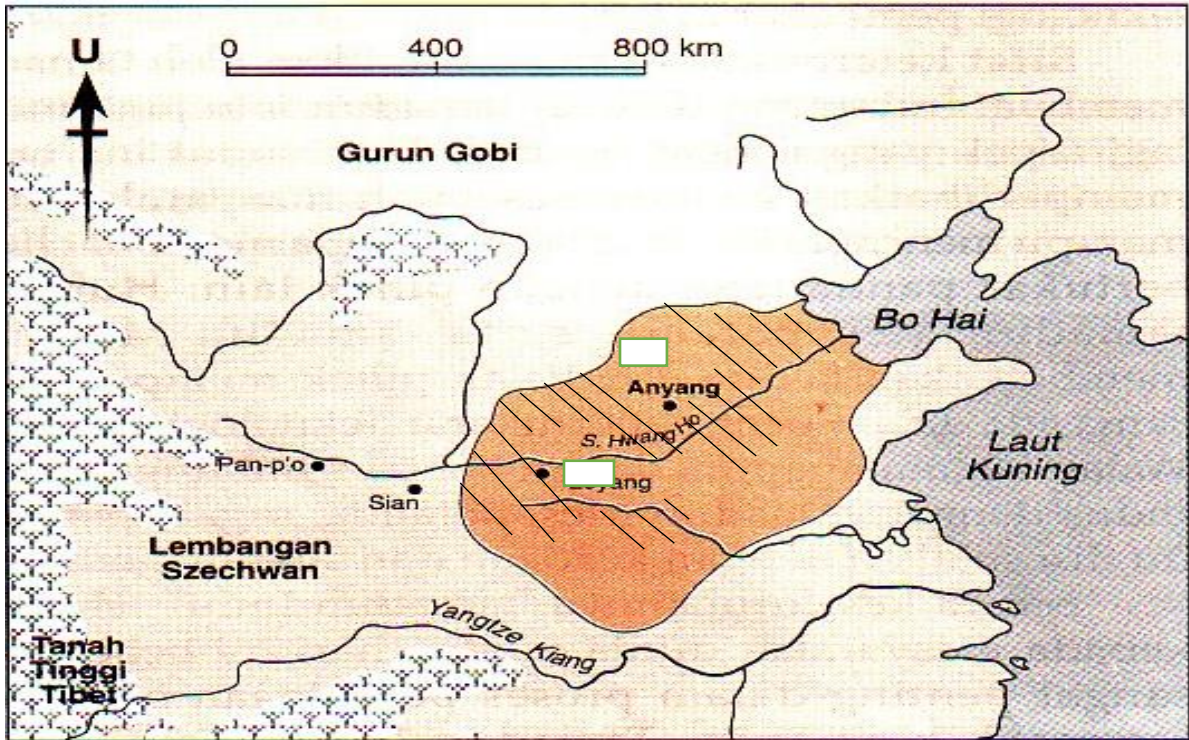 U
0 400 800 km
Gurun Gobi
Bo Hai
Anyang
S. Hwang Ho
Laut
Kuning
Pan-p'o
Sian
Lembangan
Szechwan
Yangtze Kiang
Tanah
Tinggi
Tibet